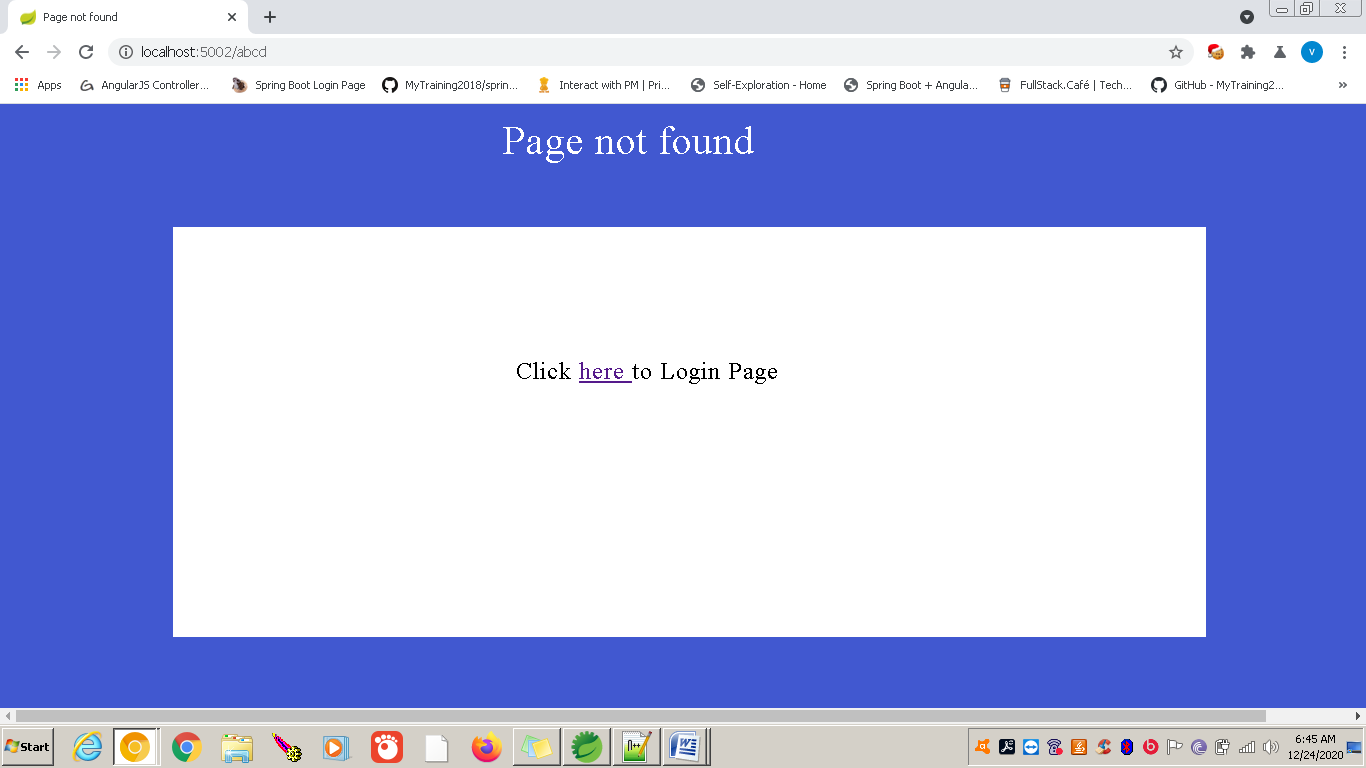 Page not found
localhost:5002/abcd
V
Apps
AngularJS Controller...
Spring Boot Login Page
MyTraining2018/sprin...
Interact with PM | Pri...
Self-Exploration - Home
Spring Boot + Angula...
FullStack.Café | Tech...
GitHub - MyTraining2...
»
Page not found
Click here to Login Page
Start
6:45 AM
12/24/2020